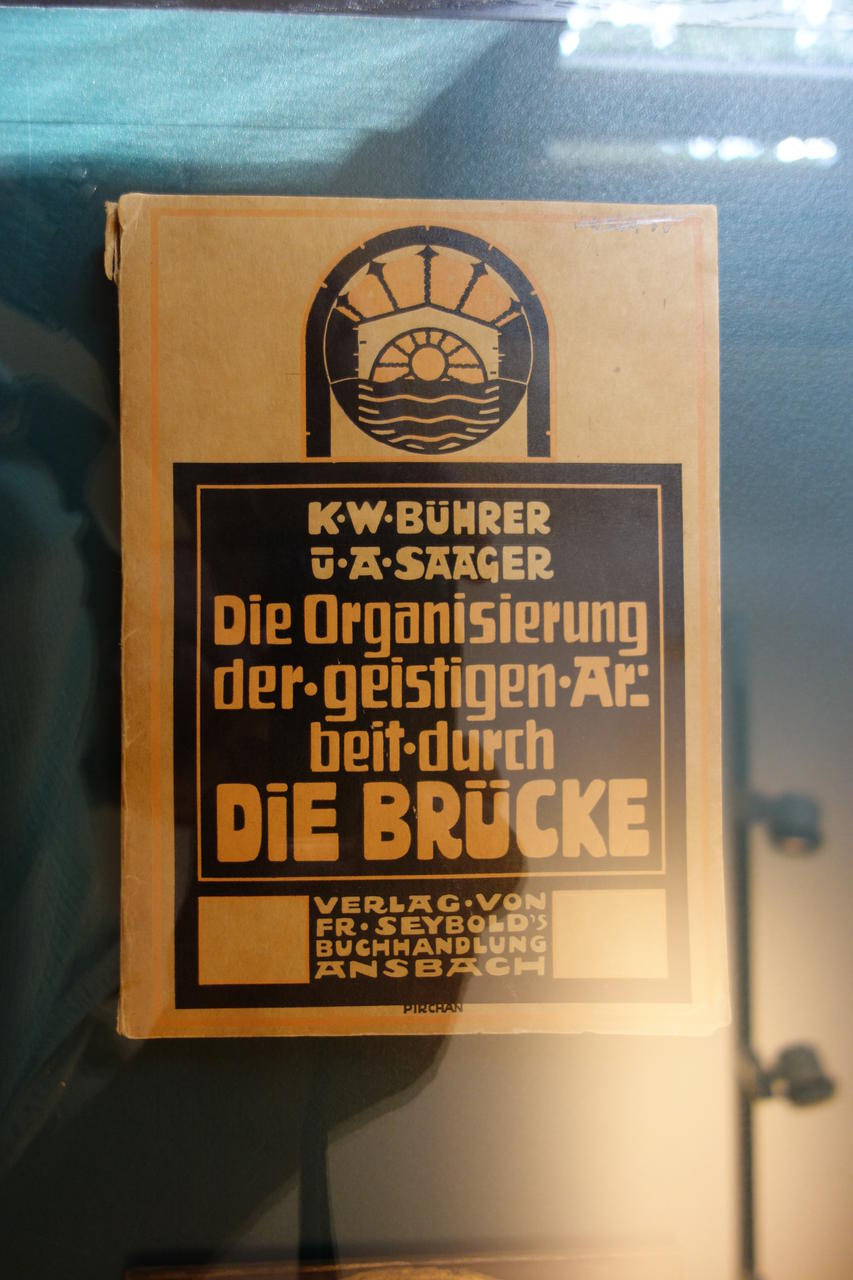 K·W·BÜHRER
ū·A·SAAGER
Die Organisierung
der·geistigen·Ar-
beit·durch
DiE BRÜCKE
VERLAG·VON
FR·SEYBOLD'S
BUCHHANDLUNG
ANSBACH
PIRCHAN